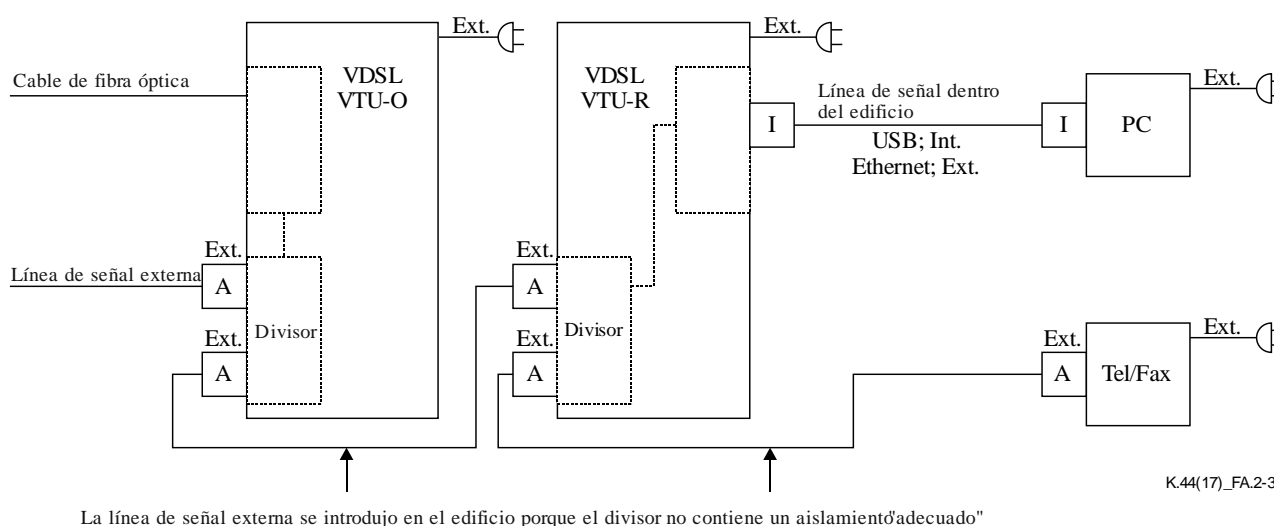 Ext.
Ext.
Cable de fibra óptica
VDSL
VTU-O
VDSL
VTU-R
Línea de señal dentro
del edificio
Ext.
I
I
PC
USB; Int.
Ethernet; Ext.
Ext.
Línea de señal externa
A
Ext.
A
Divisor
Divisor
Ext.
A
Ext.
A
Ext.
A
Tel/Fax
Ext.
K.44(17)_FA.2-3
La línea de señal externa se introdujo en el edificio porque el divisor no contiene un aislamiento"adecuado"